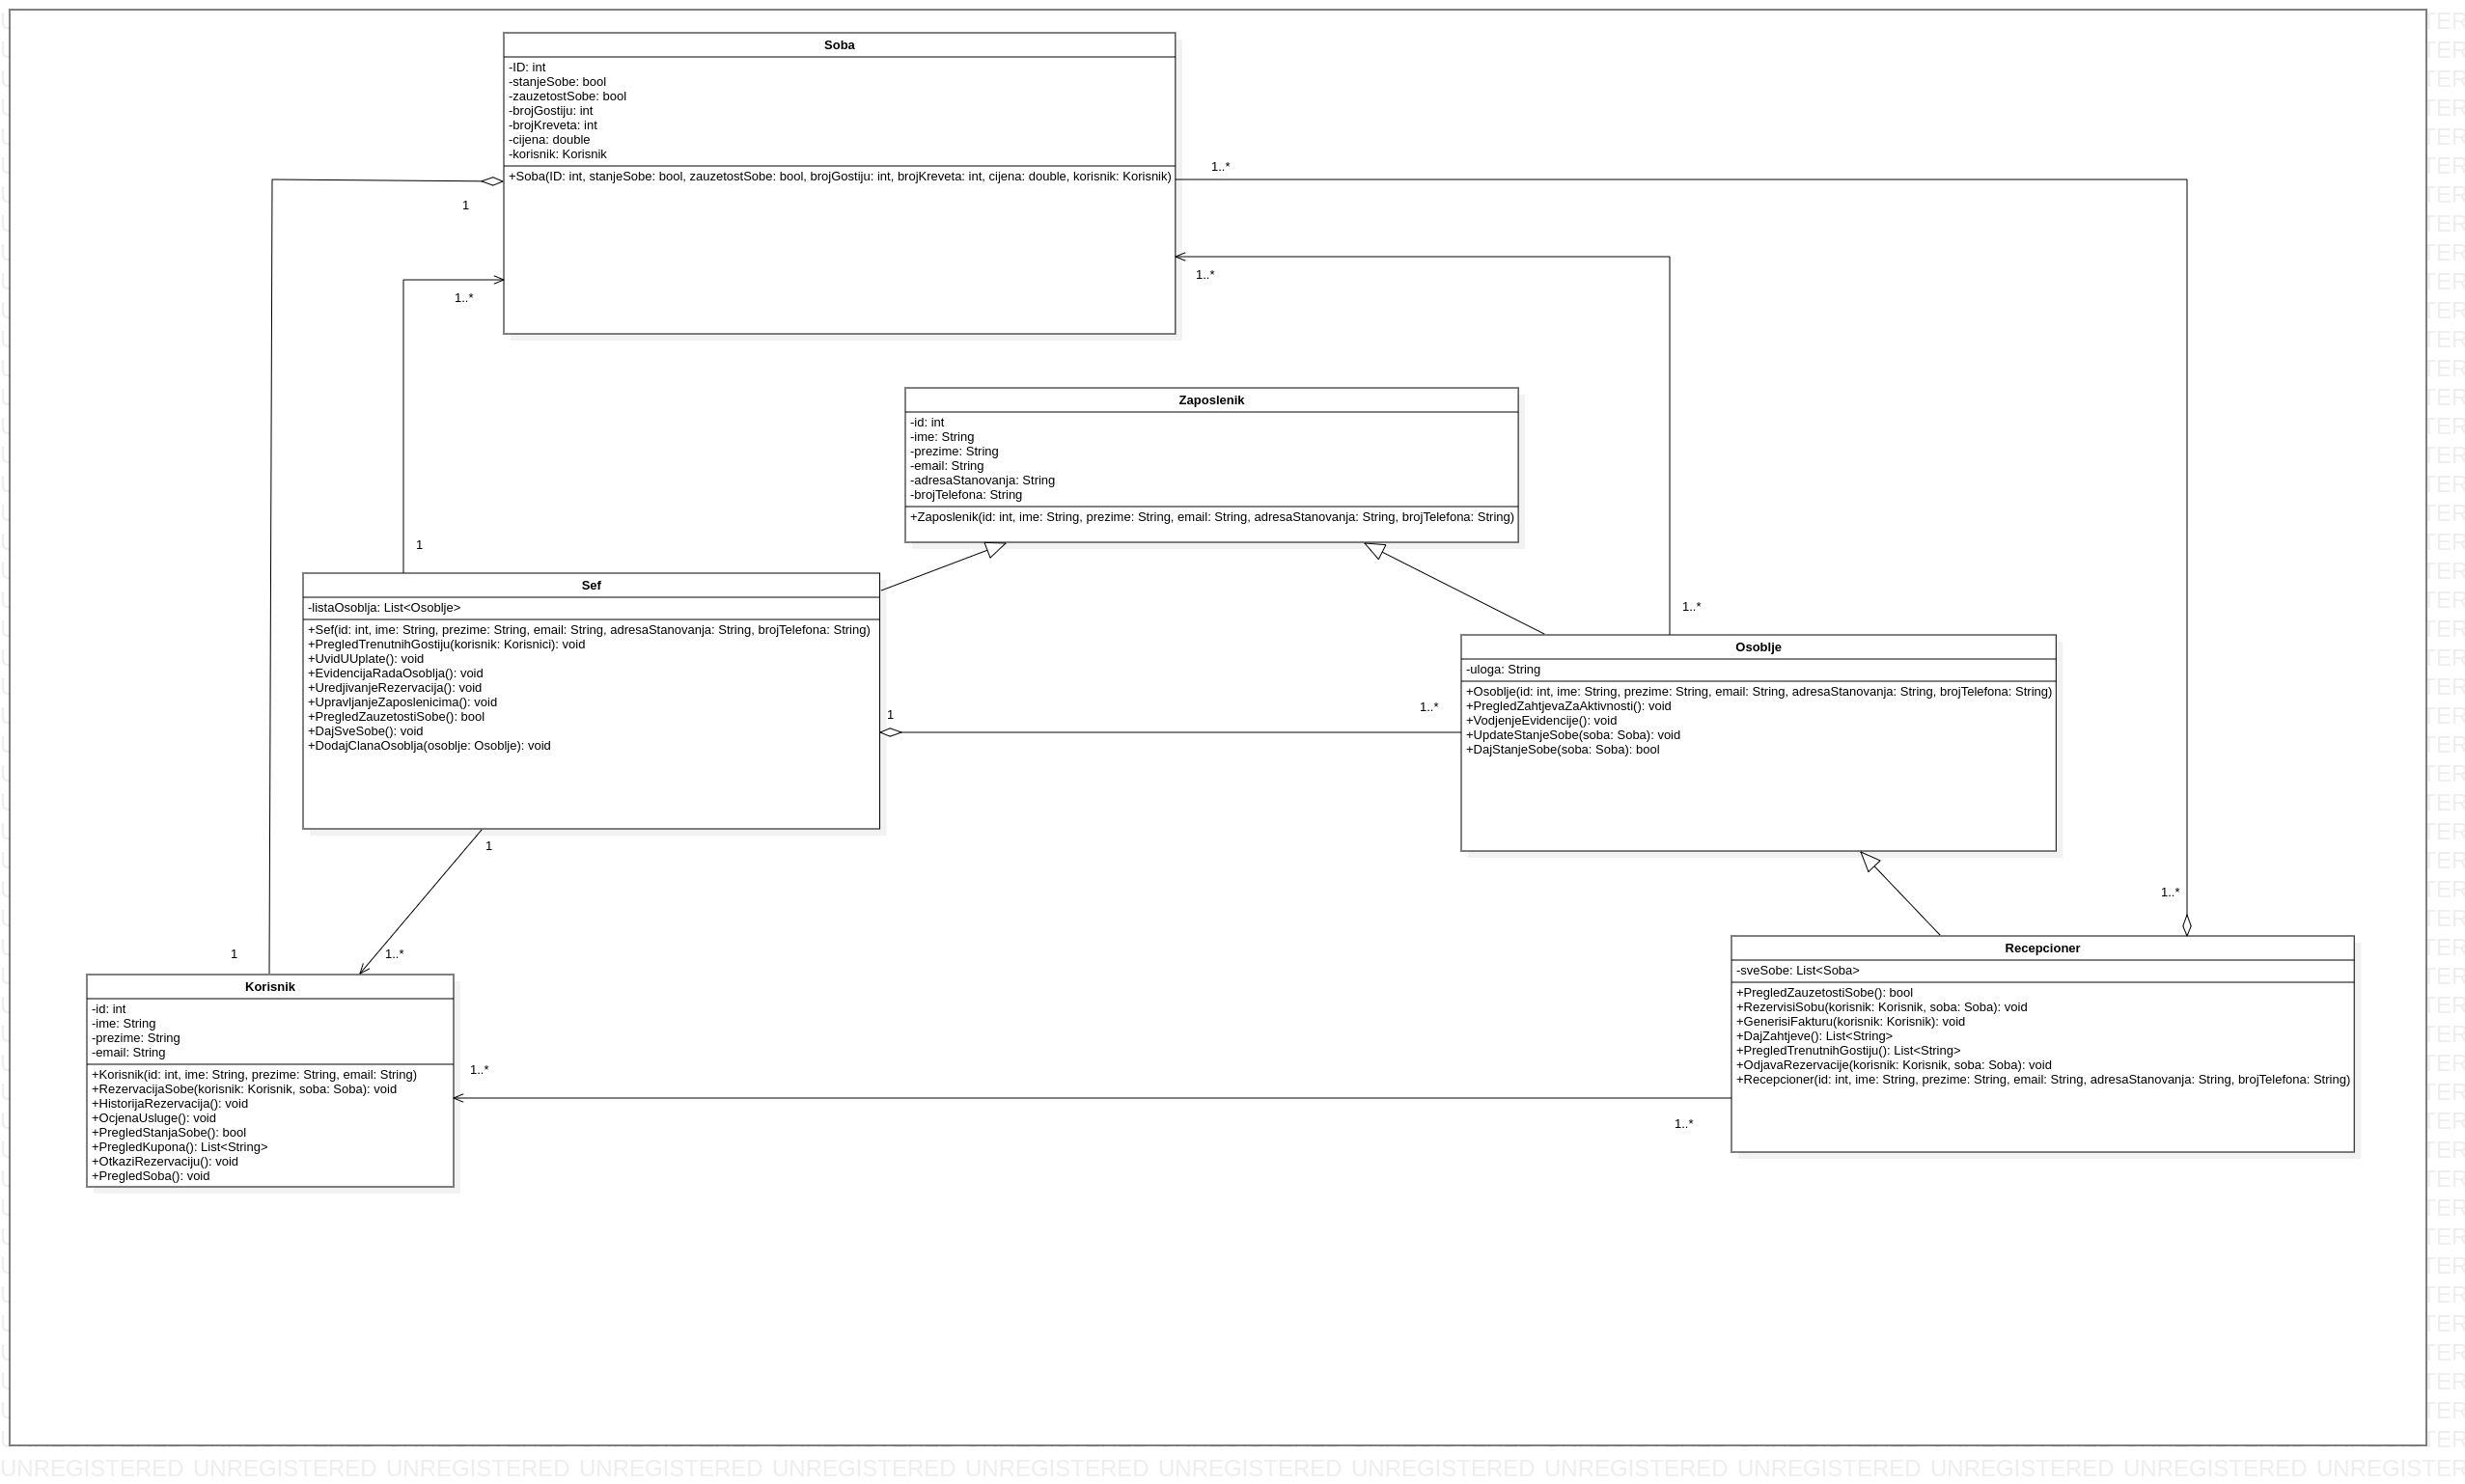 Soba
-ID: int
-stanjeSobe: bool
-zauzetostSobe: bool
-brojGostiju: int
-brojKreveta: int
-cijena: double
-korisnik: Korisnik
+Soba(ID: int, stanjeSobe: bool, zauzetostSobe: bool, brojGostiju: int, brojKreveta: int, cijena: double, korisnik: Korisnik)
1..*
1
1..*
1..*
Zaposlenik
-id: int
-ime: String
-prezime: String
-email: String
-adresaStanovanja: String
-brojTelefona: String
+Zaposlenik(id: int, ime: String, prezime: String, email: String, adresaStanovanja: String, brojTelefona: String)
1
1..*
Sef
-listaOsoblja: List<Osoblje>
+Sef(id: int, ime: String, prezime: String, email: String, adresaStanovanja: String, brojTelefona: String)
+PregledTrenutnihGostiju(korisnik: Korisnici): void
+UvidUUplate(): void
+EvidencijaRadaOsoblja(): void
+UredjivanjeRezervacija(): void
+UpravljanjeZaposlenicima(): void
+PregledZauzetostiSobe(): bool
+DajSveSobe(): void
+DodajClanaOsoblja(osoblje: Osoblje): void
1
1..*
Osoblje
-uloga: String
+Osoblje(id: int, ime: String, prezime: String, email: String, adresaStanovanja: String, brojTelefona: String)
+PregledZahtjevaZaAktivnosti(): void
+VodjenjeEvidencije(): void
+UpdateStanjeSobe(soba: Soba): void
+DajStanjeSobe(soba: Soba): bool
1
1..*
1
1..*
Korisnik
-id: int
-ime: String
-prezime: String
-email: String
+Korisnik(id: int, ime: String, prezime: String, email: String)
+RezervacijaSobe(korisnik: Korisnik, soba: Soba): void
+HistorijaRezervacija(): void
+OcjenaUsluge(): void
+PregledStanjaSobe(): bool
+PregledKupona(): List<String>
+OtkaziRezervaciju(): void
+PregledSoba(): void
1..*
1..*
Recepcioner
-sveSobe: List<Soba>
+PregledZauzetostiSobe(): bool
+RezervisiSobu(korisnik: Korisnik, soba: Soba): void
+GenerisiFakturu(korisnik: Korisnik): void
+DajZahtjeve(): List<String>
+PregledTrenutnihGostiju(): List<String>
+OdjavaRezervacije(korisnik: Korisnik, soba: Soba): void
+Recepcioner(id: int, ime: String, prezime: String, email: String, adresaStanovanja: String, brojTelefona: String)
UNREGISTERED UNREGISTERED UNREGISTERED UNREGISTERED UNREGISTERED UNREGISTERED UNREGISTERED UNREGISTERED UNREGISTERED UNREGISTERED UNREGISTERED UNREGISTERED UNREGISTER